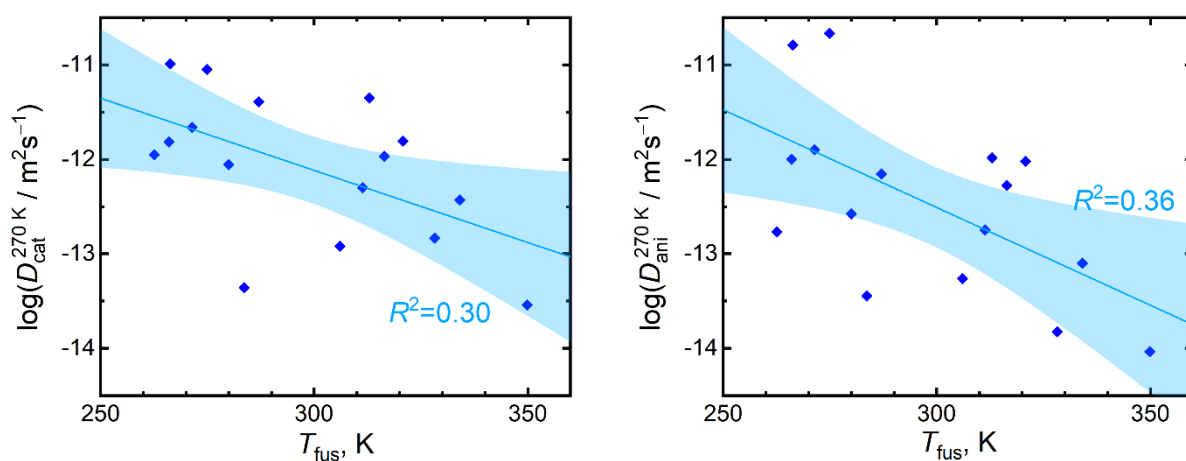 log(D_cat^270 K / m²s⁻¹)
-11
-12
-13
-14
R²=0.30
250
300
350
T_fus, K
log(D_ani^270 K / m²s⁻¹)
-11
-12
-13
-14
R²=0.36
250
300
350
T_fus, K